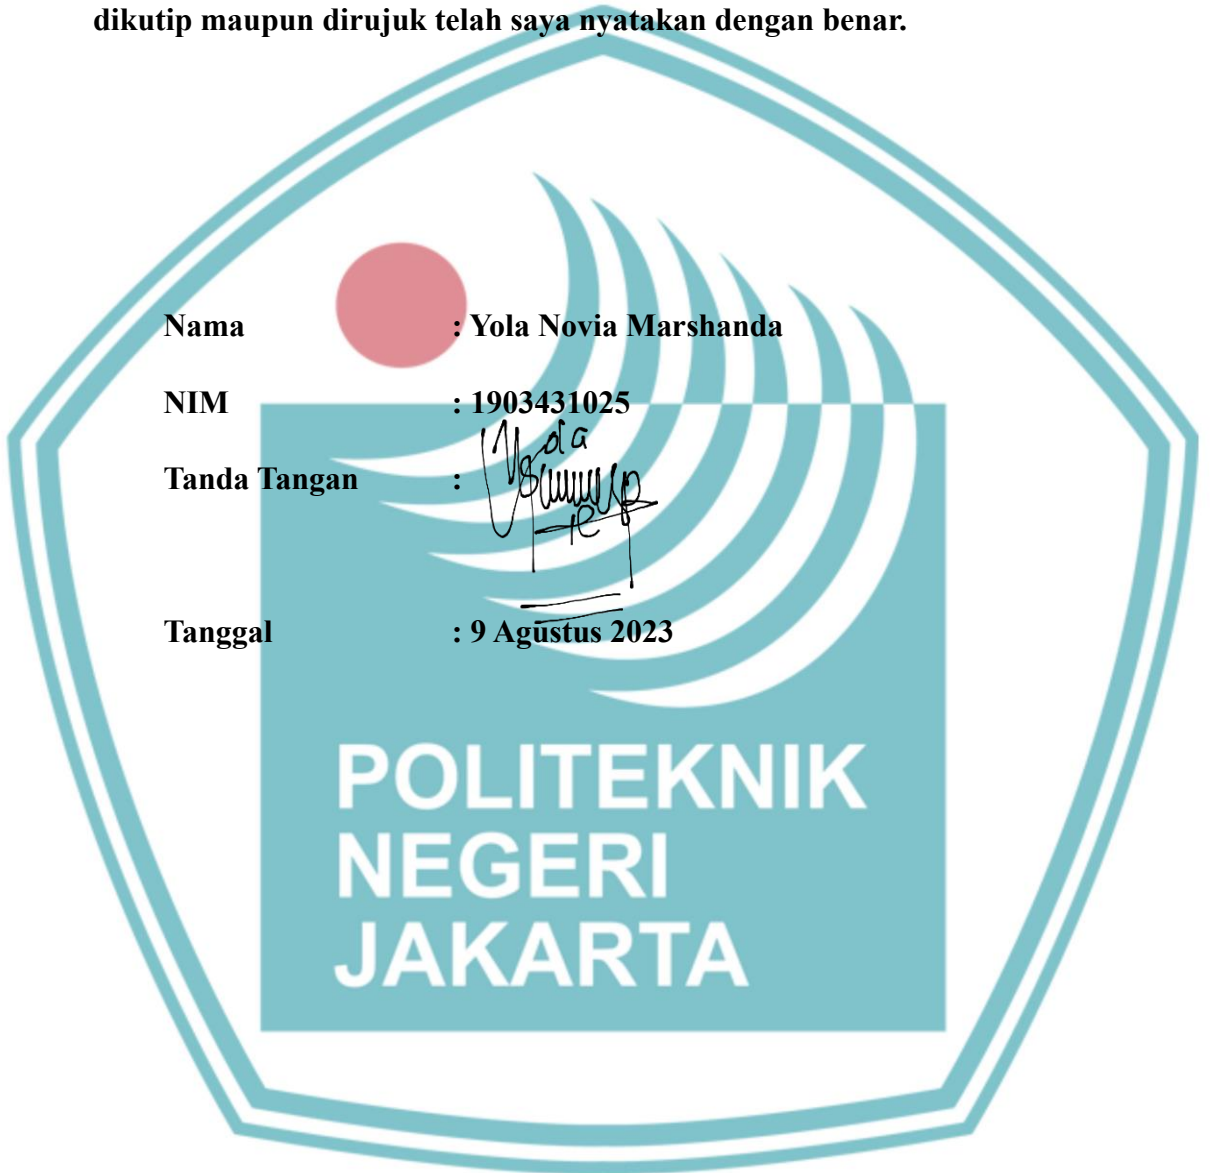 dikutip maupun dirujuk telah saya nyatakan dengan benar.
Nama : Yola Novia Marshanda
NIM : 1903431025
Tanda Tangan :
Tanggal : 9 Agustus 2023
POLITEKNIK
NEGERI
JAKARTA